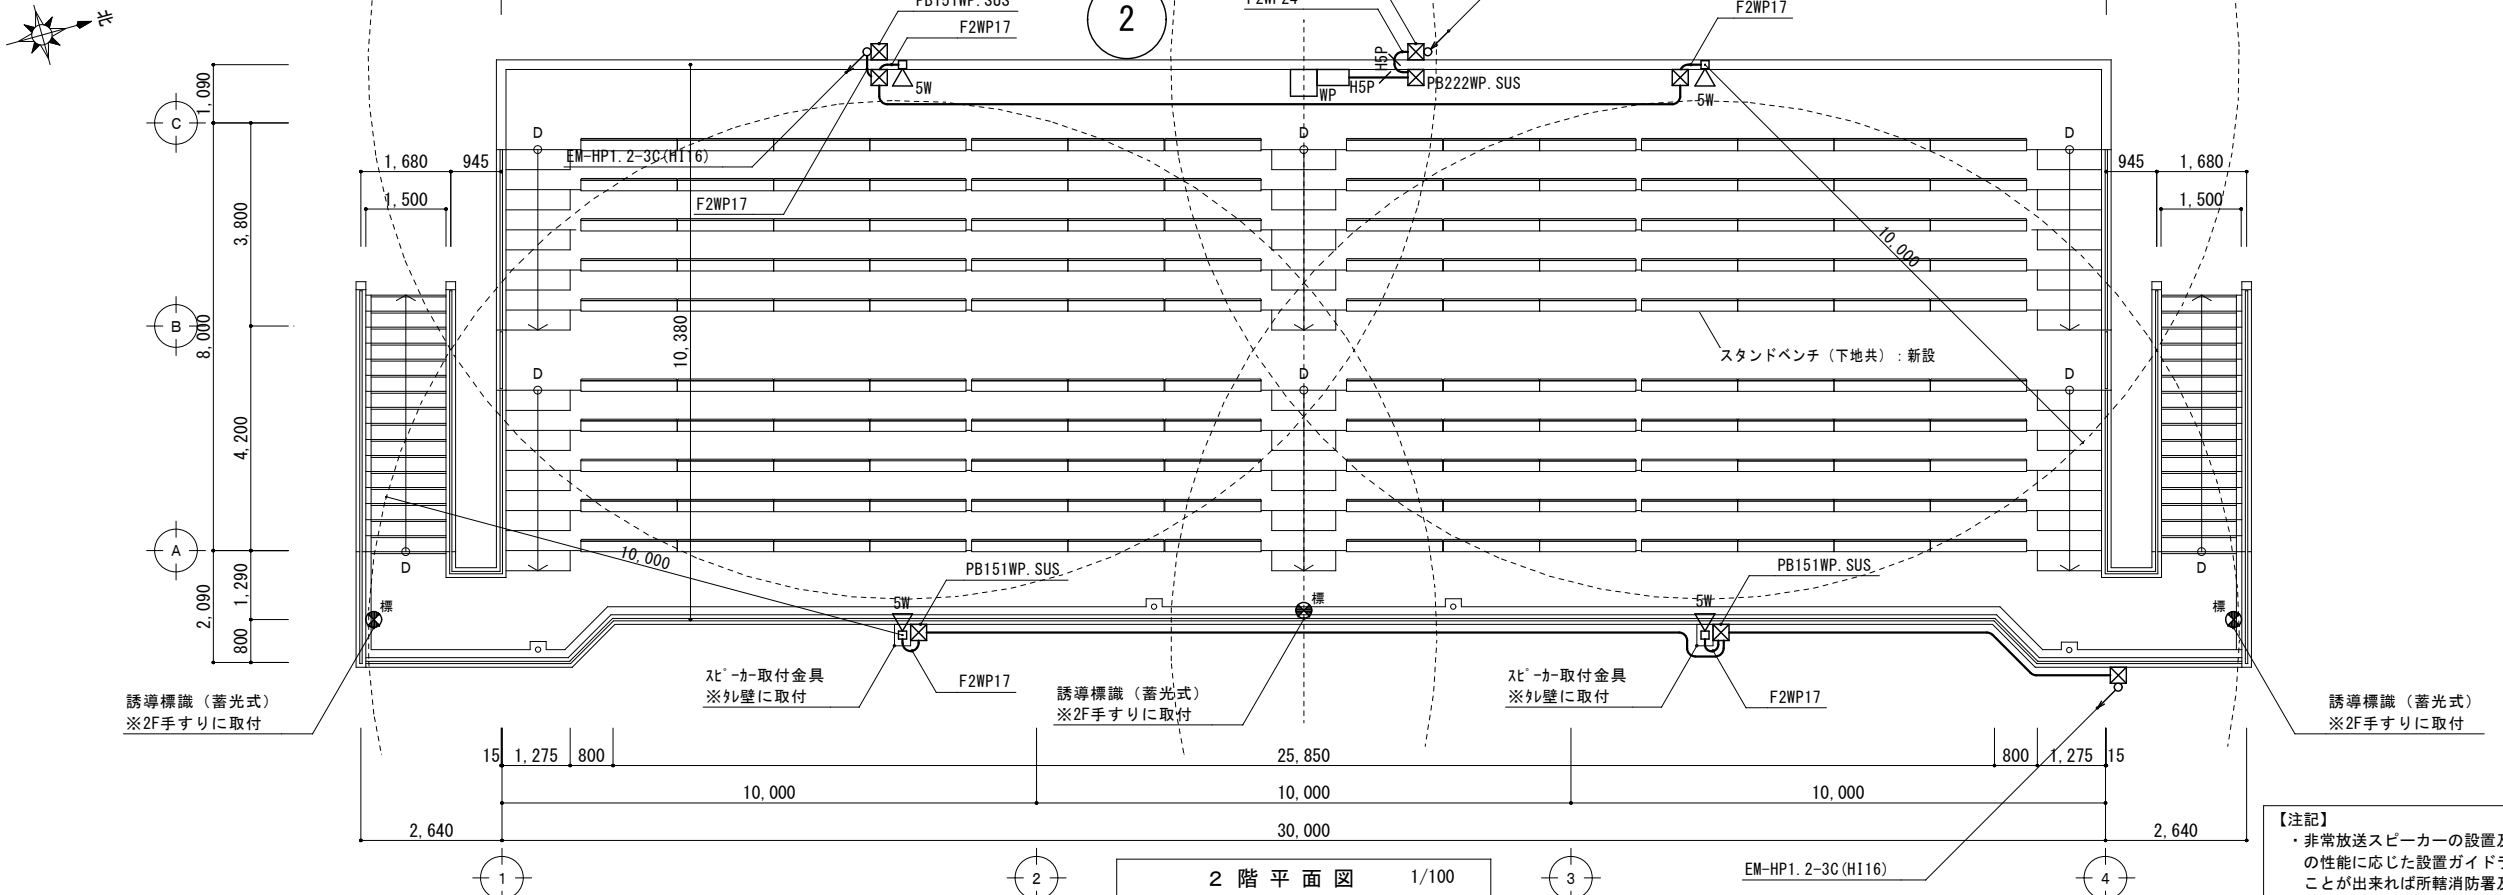 北
PB151WP.SUS
F2WP17
2
F2WP24
F2WP17
1,090
C
5W
WP
H5P
H5P
PB222WP.SUS
5W
D
D
D
EM-HP1.2-3C(HI16)
1,680
945
945
1,680
1,500
F2WP17
1,500
3,800
10,000
B
8,000
10,380
スタンドベンチ（下地共）：新設
D
D
D
4,200
A
10,000
D
D
PB151WP.SUS
PB151WP.SUS
1,290
2,090
800
標
5W
標
5W
標
ｽﾋﾟｰｶｰ取付金具
※ﾀﾚ壁に取付
F2WP17
ｽﾋﾟｰｶｰ取付金具
※ﾀﾚ壁に取付
F2WP17
誘導標識（蓄光式）
※2F手すりに取付
誘導標識（蓄光式）
※2F手すりに取付
誘導標識（蓄光式）
※2F手すりに取付
15
1,275
800
25,850
800
1,275
15
10,000
10,000
10,000
2,640
30,000
2,640
1
2
2 階 平 面 図
1/100
3
EM-HP1.2-3C(HI16)
4
【注記】
・非常放送スピーカーの設置及
の性能に応じた設置ガイドラ
ことが出来れば所轄消防署及